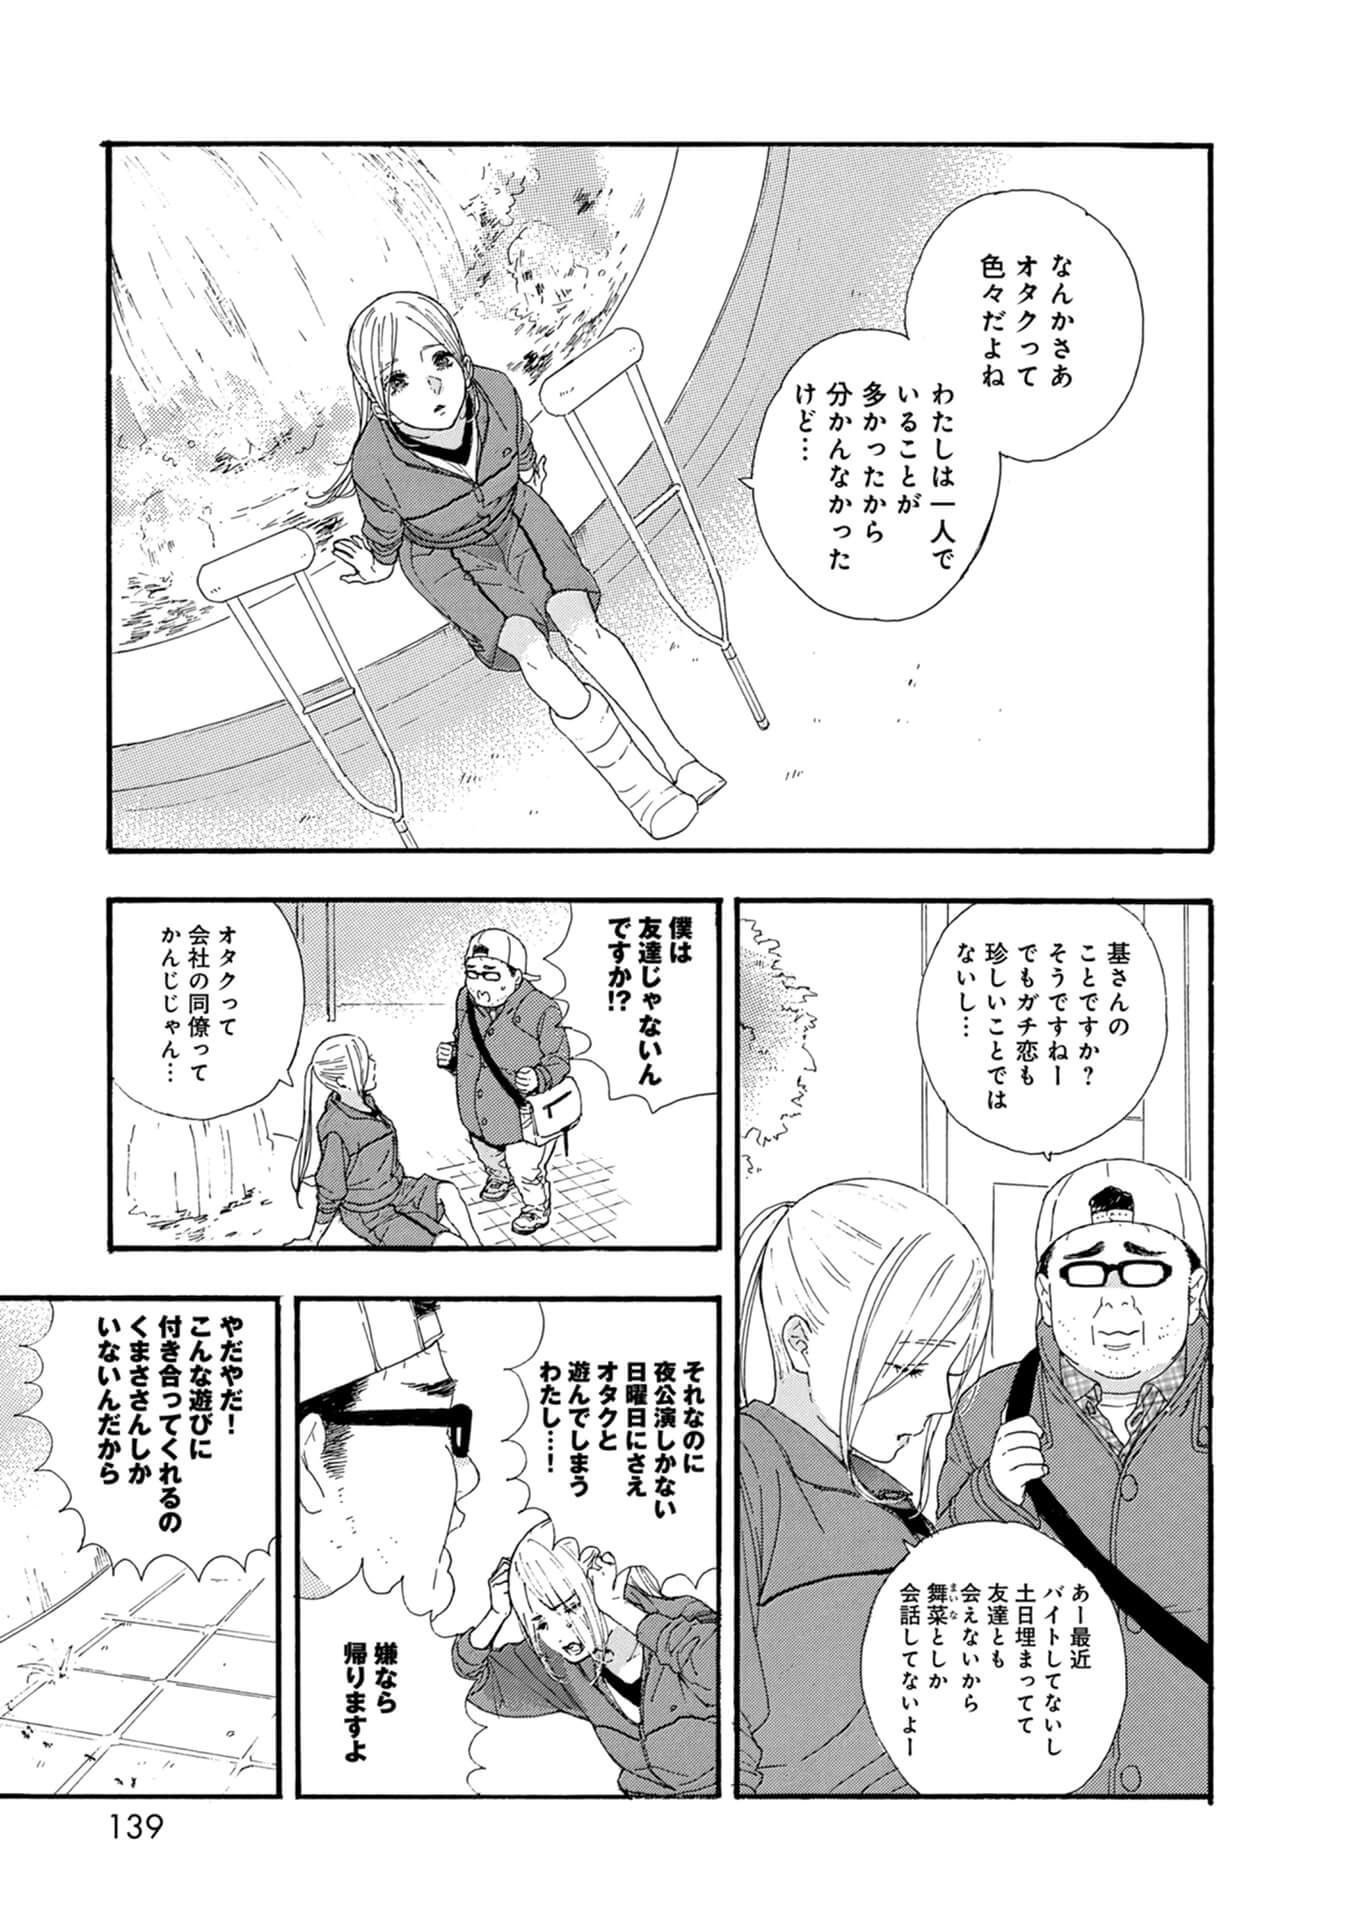 なんかさあ
オタクって
色々だよね
わたしは一人で
いることが
多かったから
分かんなかった
けど…
基さんの
ことですか?
そうですねー
でもガチ恋も
珍しいことでは
ないし…
あー最近
バイトしてないし
土日埋まってて
友達とも
会えないから
舞菜としか
まいな
会話してないよー
僕は
友達じゃないん
ですか!?
オタクって
会社の同僚って
かんじじゃん…
それなのに
夜公演しかない
日曜日にさえ
オタクと
遊んでしまう
わたし…!
嫌なら
帰りますよ
やだやだ!
こんな遊びに
付き合ってくれるの
くまささんしか
いないんだから
139